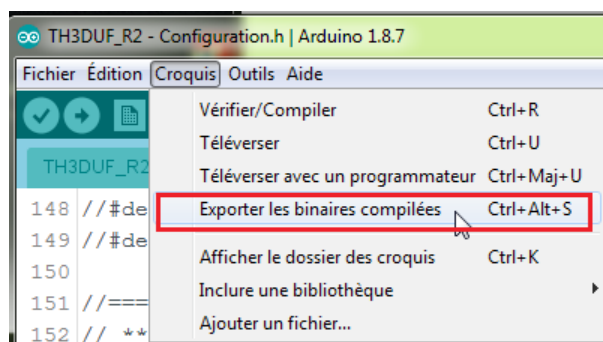 TH3DUF_R2 - Configuration.h | Arduino 1.8.7
Fichier Édition Croquis Outils Aide
Vérifier/Compiler Ctrl+R
Téléverser Ctrl+U
TH3DUF_R2 Téléverser avec un programmateur Ctrl+Maj+U
148 //#de Exporter les binaires compilées Ctrl+Alt+S
149 //#de
150 Afficher le dossier des croquis Ctrl+K
151 //=== Inclure une bibliothèque
152 // ** Ajouter un fichier...